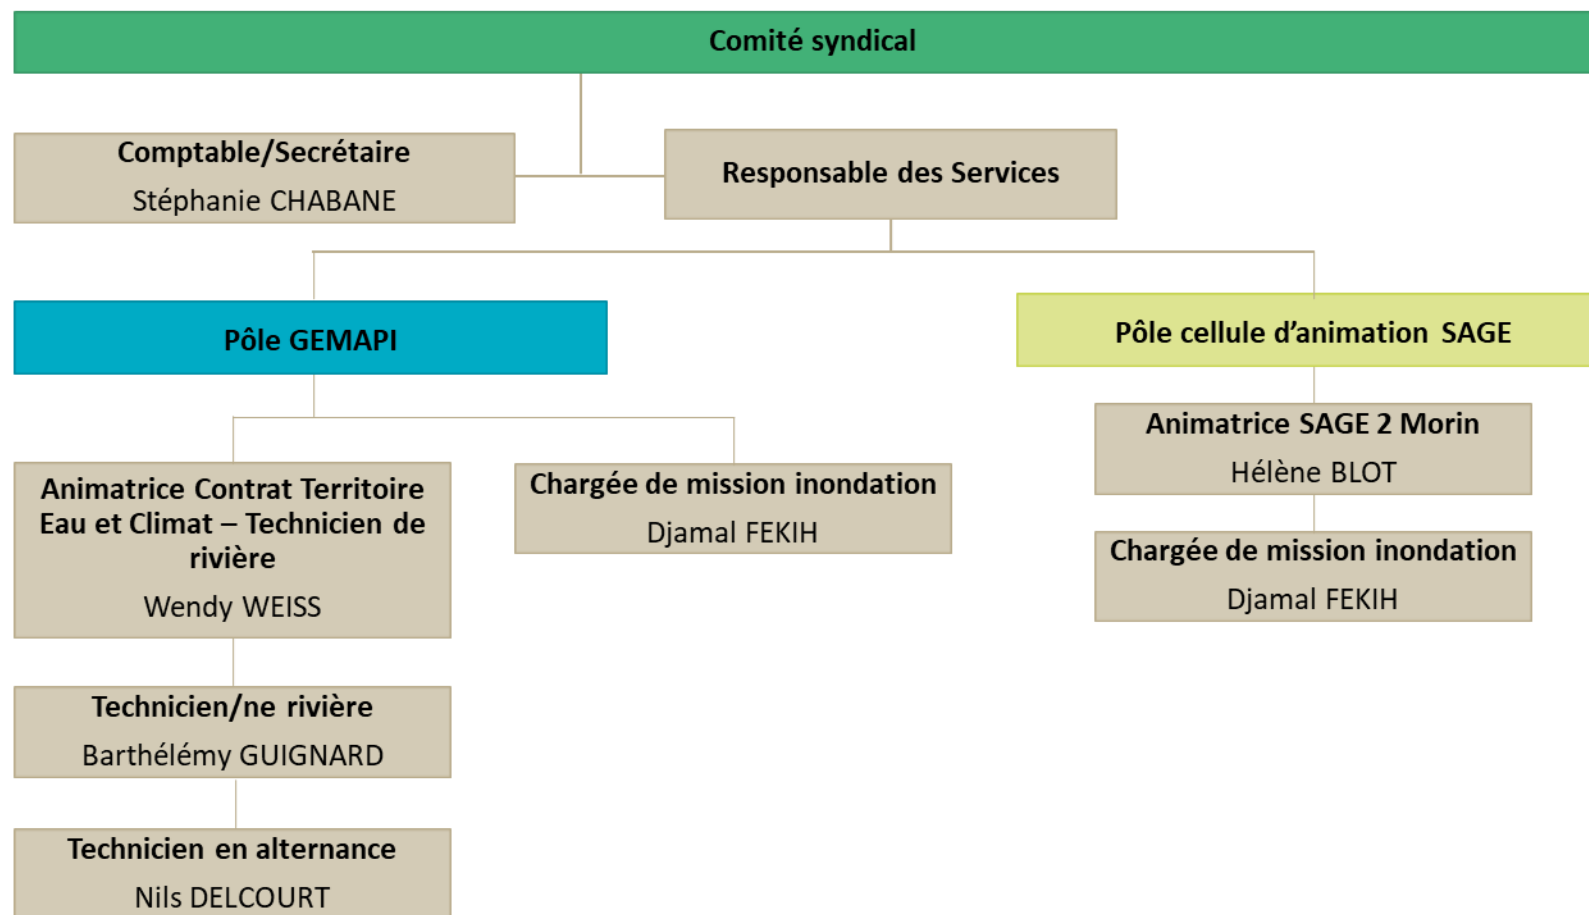 Comité syndical
Comptable/Secrétaire
Stéphanie CHABANE
Responsable des Services
Pôle GEMAPI
Pôle cellule d’animation SAGE
Animatrice Contrat Territoire
Eau et Climat – Technicien de
rivière
Wendy WEISS
Chargée de mission inondation
Djamal FEKIH
Animatrice SAGE 2 Morin
Hélène BLOT
Chargée de mission inondation
Djamal FEKIH
Technicien/ne rivière
Barthélémy GUIGNARD
Technicien en alternance
Nils DELCOURT